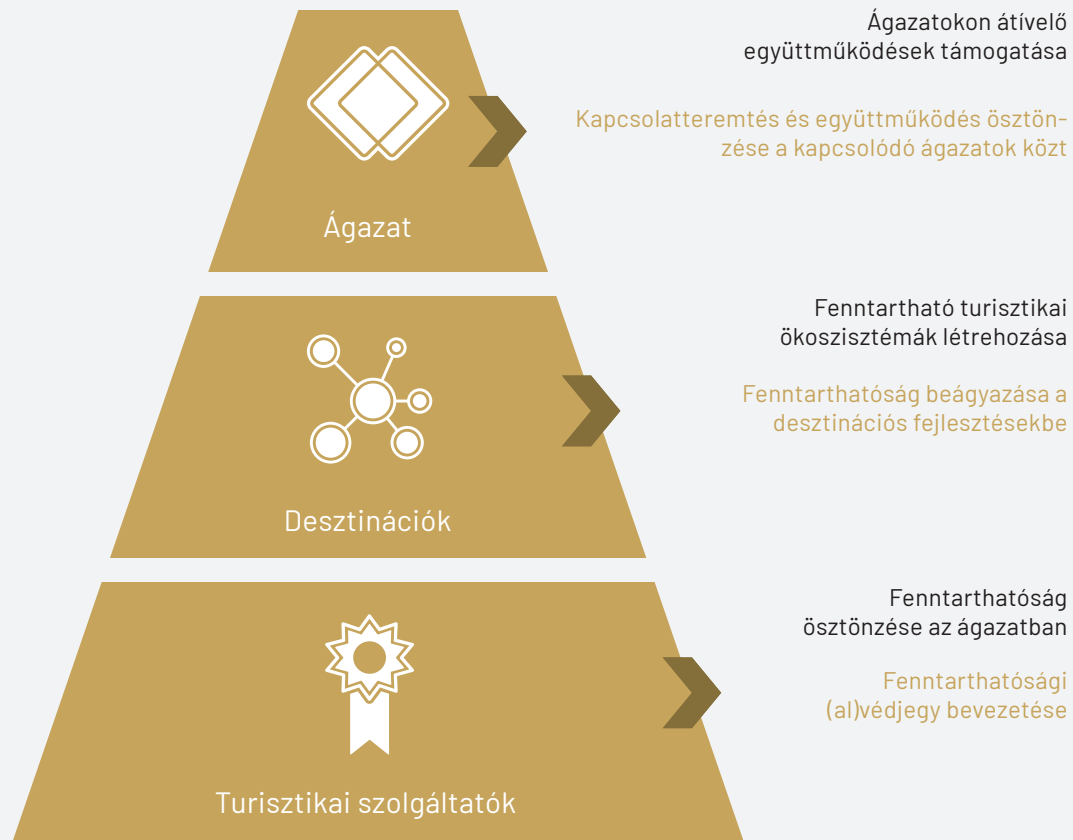 Ágazatokon átívelő
együttműködések támogatása
Kapcsolatteremtés és együttműködés ösztön-
zése a kapcsolódó ágazatok közt
Ágazat
Fenntartható turisztikai
ökoszisztémák létrehozása
Fenntarthatóság beágyazása a
desztinációs fejlesztésekbe
Desztinációk
Fenntarthatóság
ösztönzése az ágazatban
Fenntarthatósági
(al)védjegy bevezetése
Turisztikai szolgáltatók